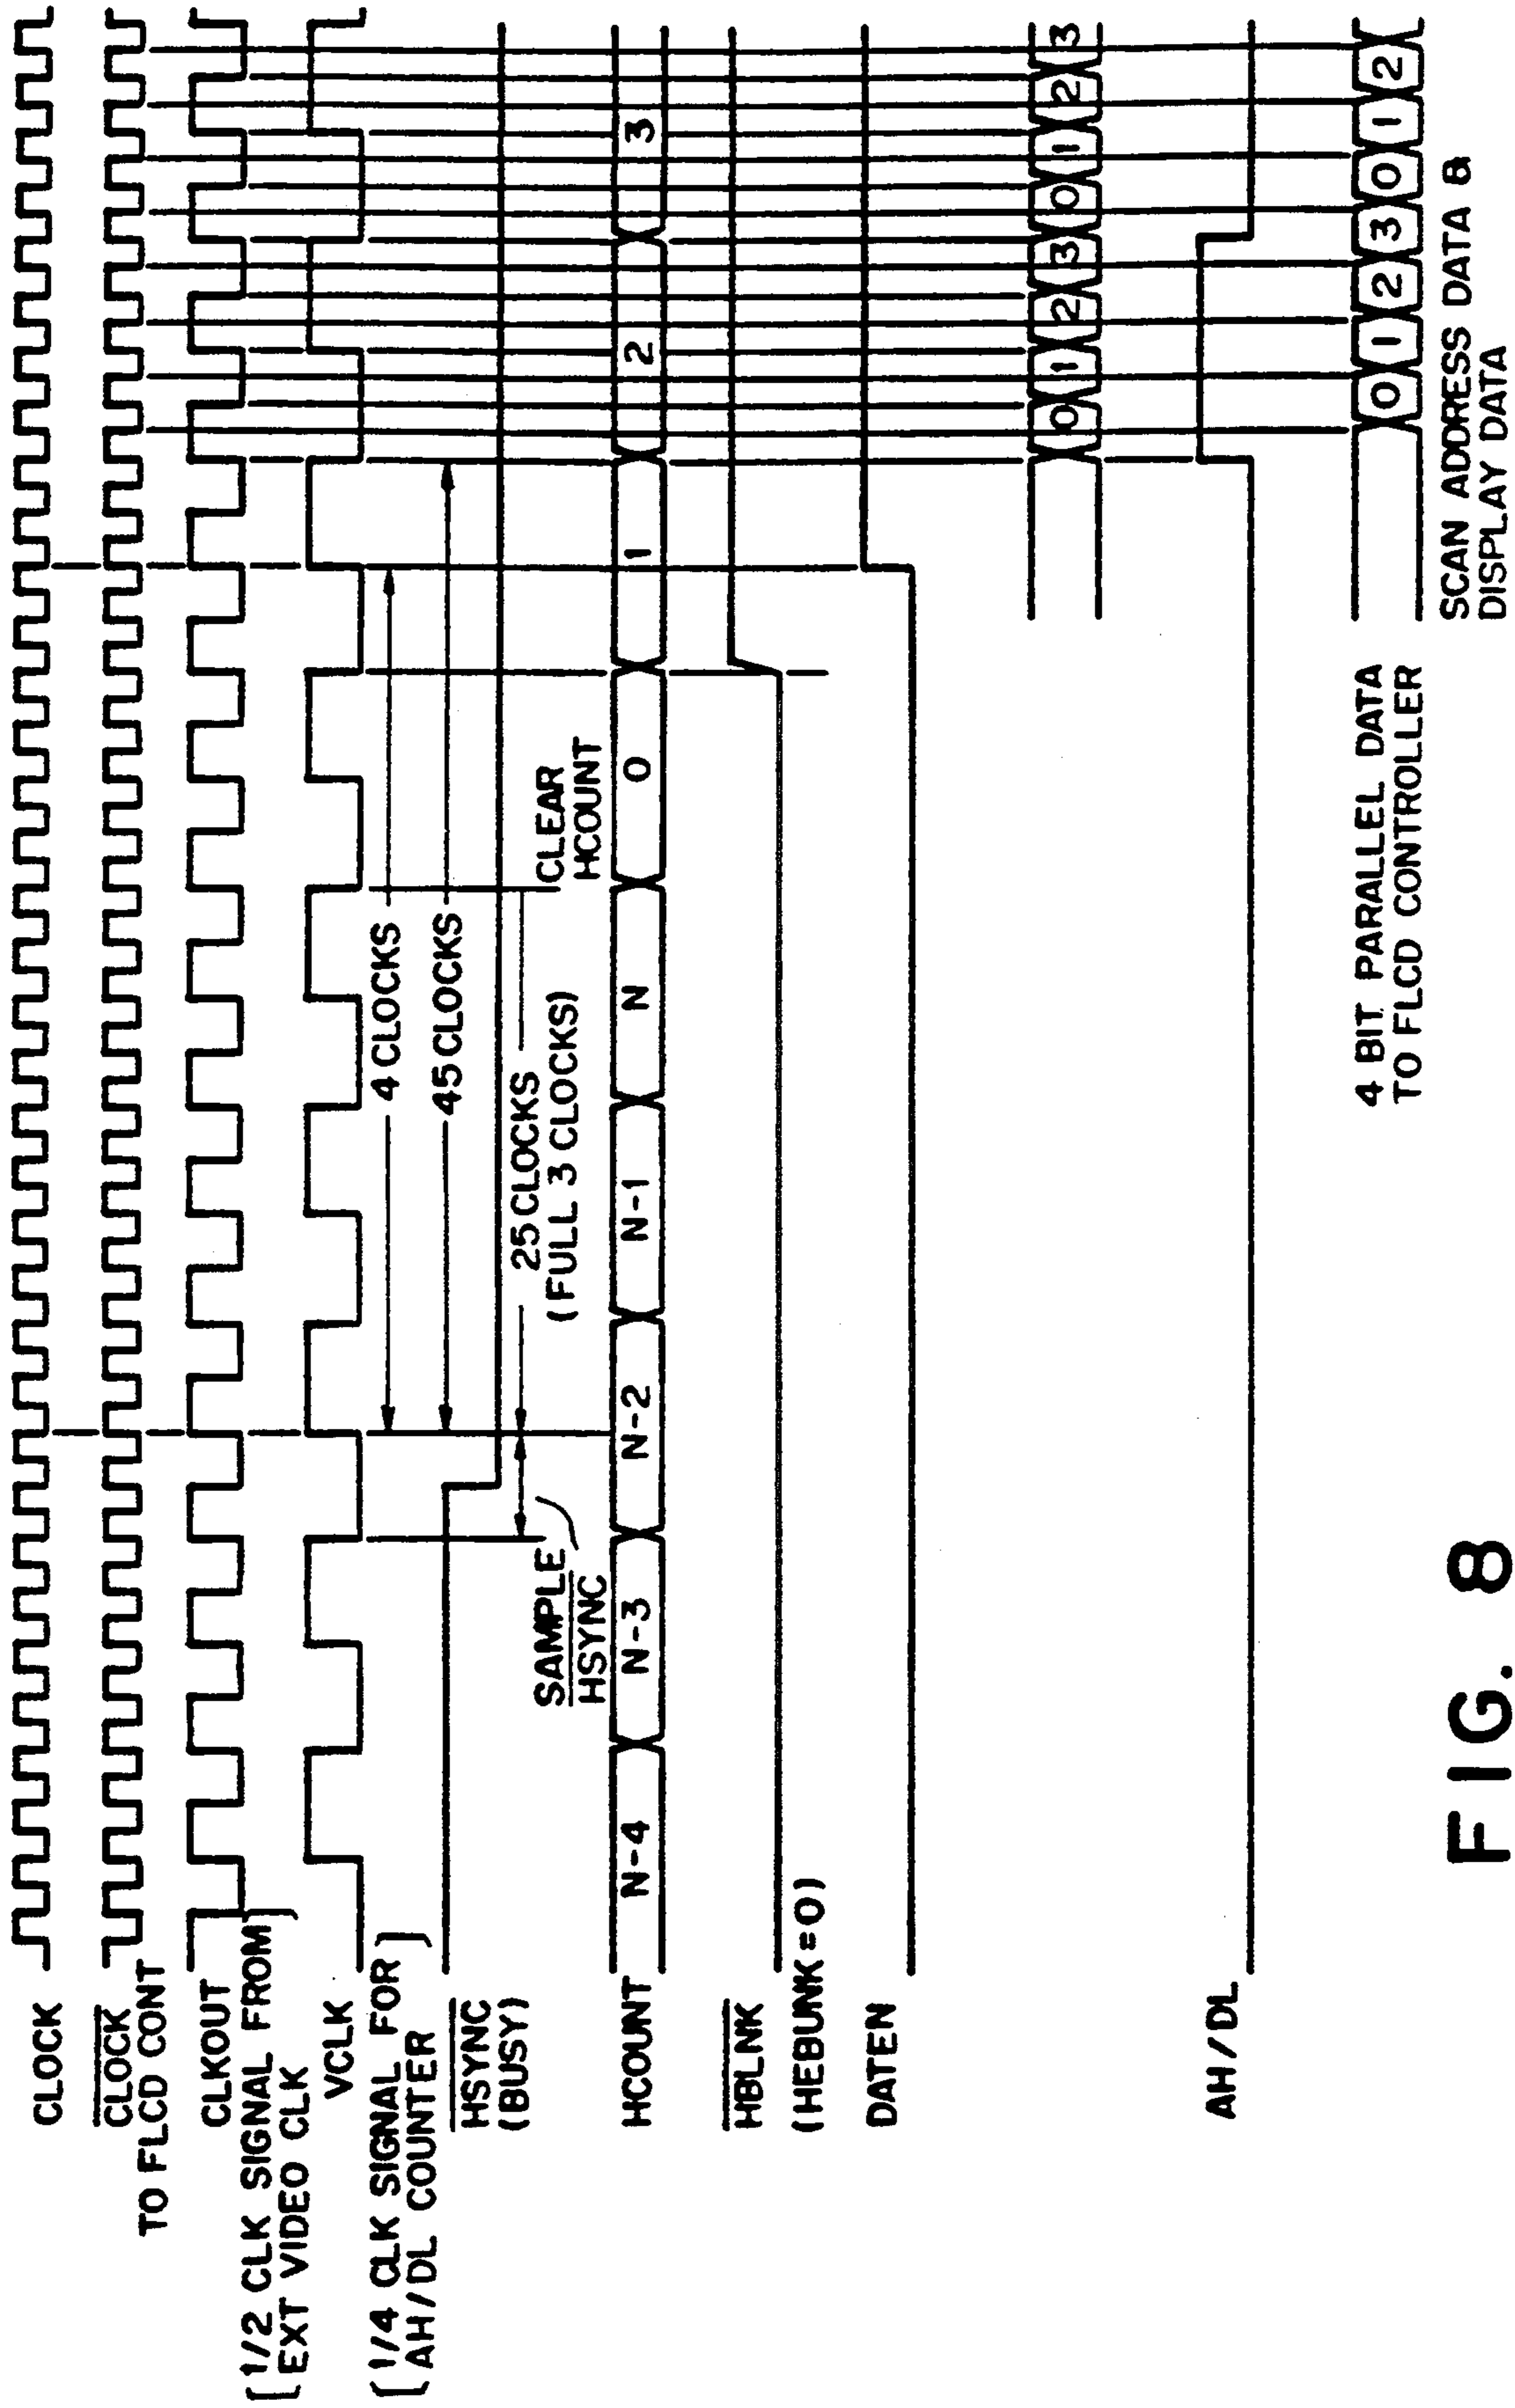 CLOCK
CLOCK
TO FLCD CONT
CLKOUT
[1/2 CLK SIGNAL FROM]
EXT VIDEO CLK
VCLK
[1/4 CLK SIGNAL FOR]
AH/DL COUNTER
4 CLOCKS
45 CLOCKS
HSYNC
(BUSY)
25 CLOCKS
(FULL 3 CLOCKS)
SAMPLE
HSYNC
CLEAR
HCOUNT
HCOUNT N-4 N-3 N-2 N-1 N 0 1 2 3
HBLNK
(HEBUNK=0)
DATEN
0 1 2 3 0 1 2 3
AH/DL
0 1 2 3 0 1 2
4 BIT PARALLEL DATA
TO FLCD CONTROLLER
SCAN ADDRESS DATA &
DISPLAY DATA
FIG. 8